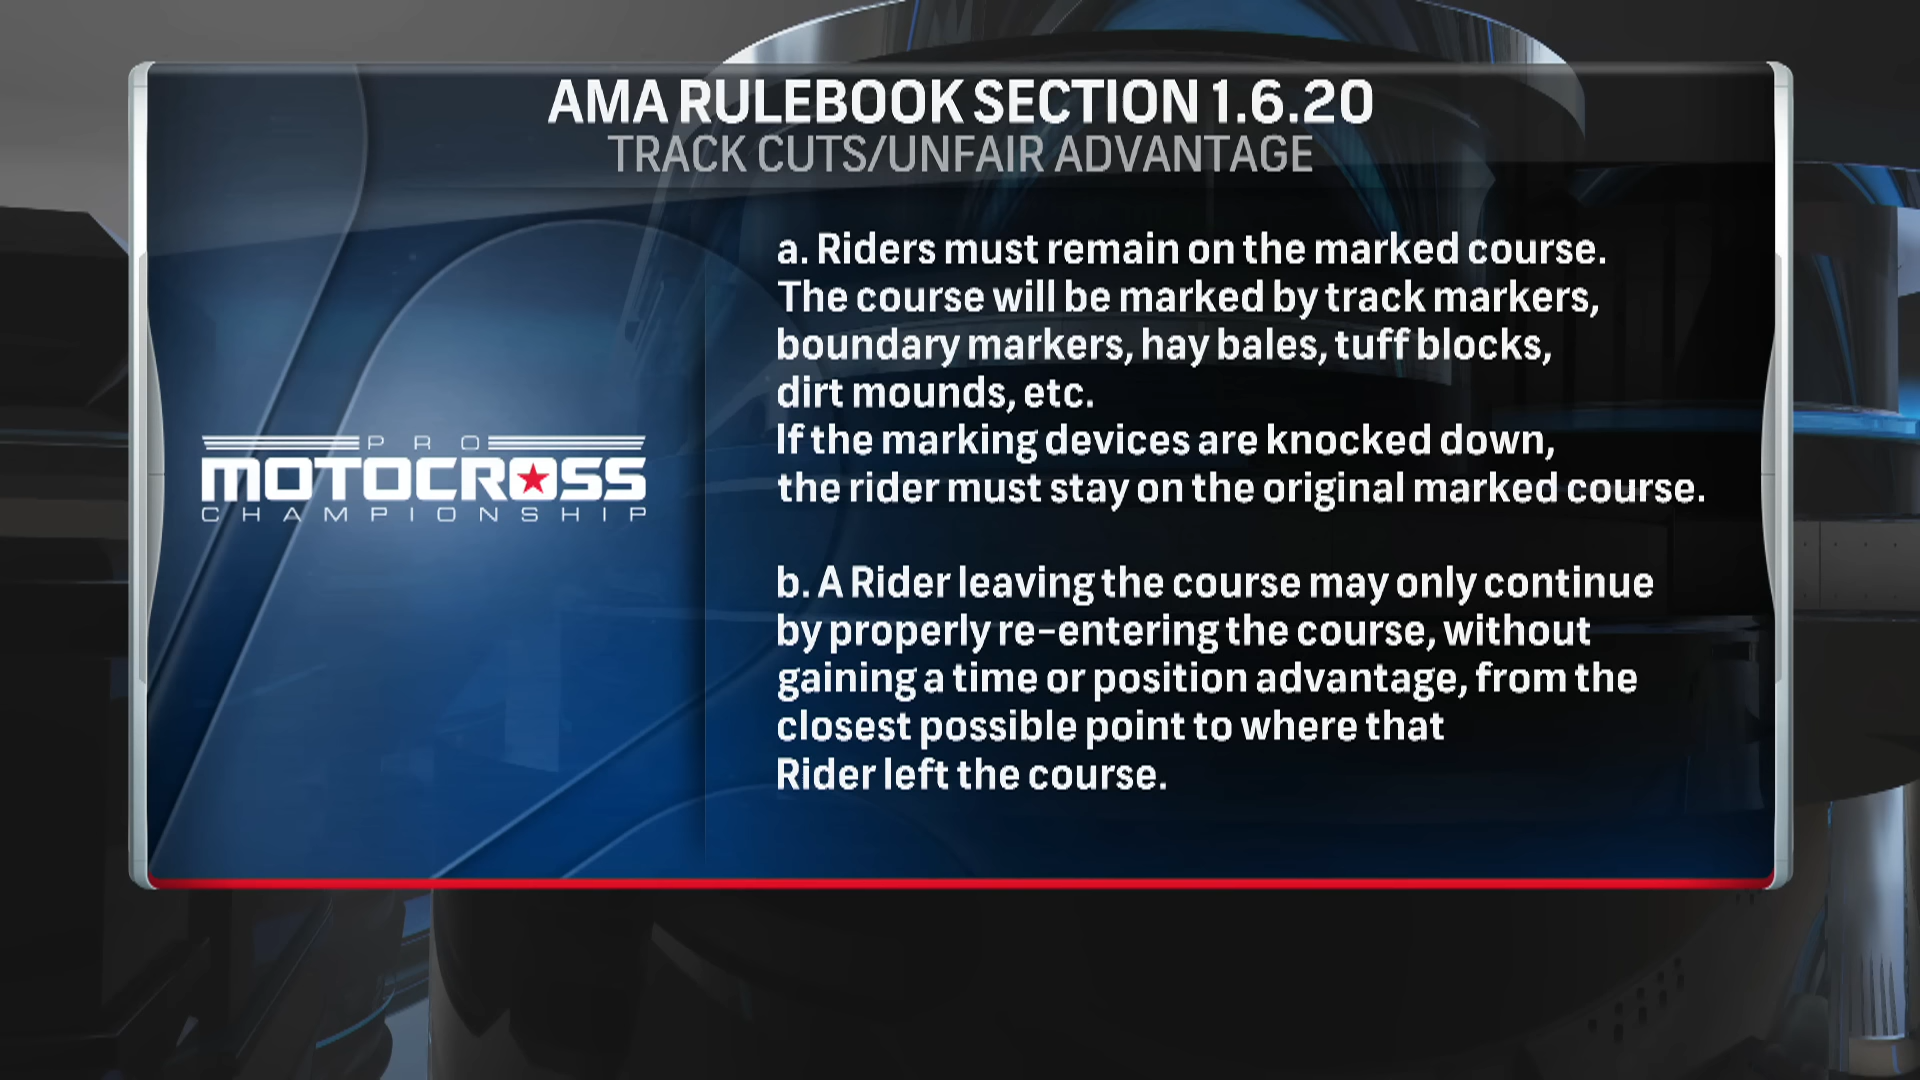 AMA RULEBOOK SECTION 1.6.20
TRACK CUTS/UNFAIR ADVANTAGE
PRO
MOTOCROSS
CHAMPIONSHIP
a. Riders must remain on the marked course.
The course will be marked by track markers,
boundary markers, hay bales, tuff blocks,
dirt mounds, etc.
If the marking devices are knocked down,
the rider must stay on the original marked course.
b. A Rider leaving the course may only continue
by properly re-entering the course, without
gaining a time or position advantage, from the
closest possible point to where that
Rider left the course.